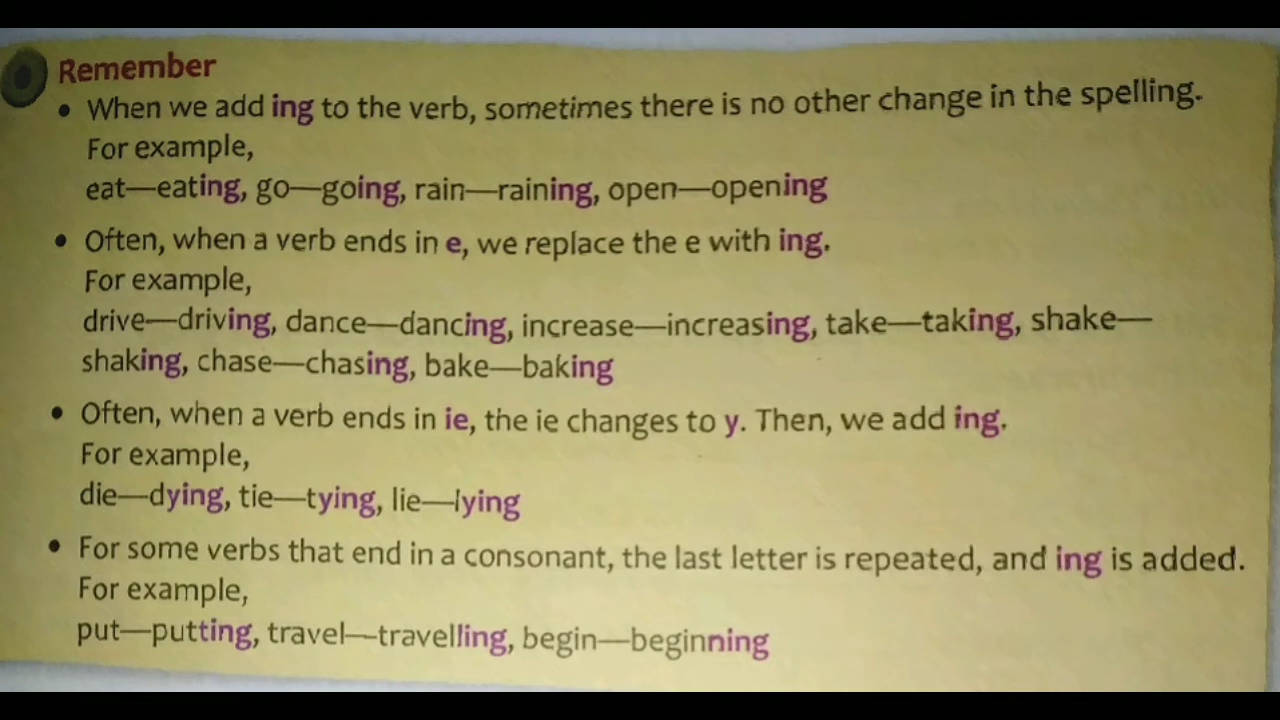 Remember
• When we add ing to the verb, sometimes there is no other change in the spelling.
For example,
eat—eating, go—going, rain—raining, open—opening
• Often, when a verb ends in e, we replace the e with ing.
For example,
drive—driving, dance—dancing, increase—increasing, take—taking, shake—
shaking, chase—chasing, bake—baking
• Often, when a verb ends in ie, the ie changes to y. Then, we add ing.
For example,
die—dying, tie—tying, lie—lying
• For some verbs that end in a consonant, the last letter is repeated, and ing is added.
For example,
put—putting, travel—travelling, begin—beginning